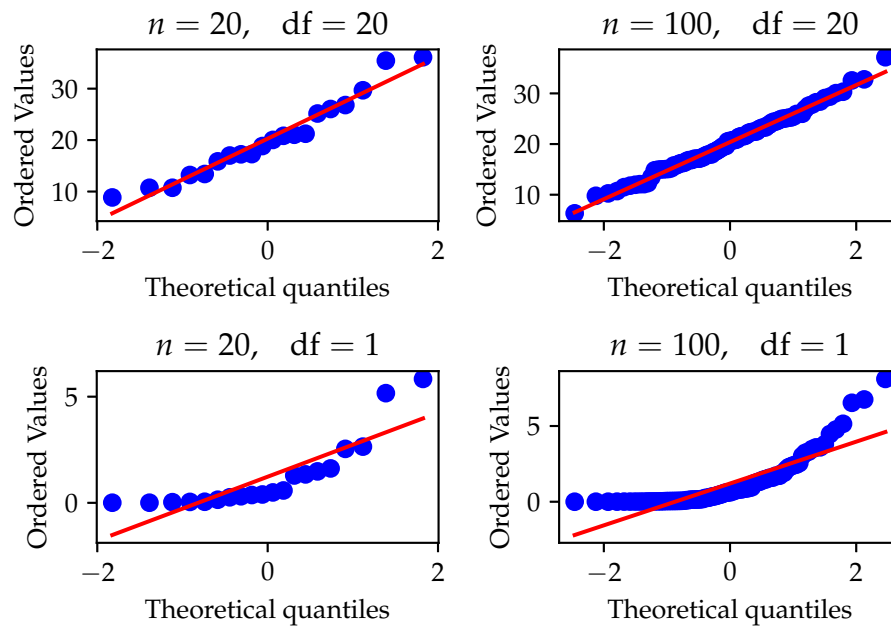 n = 20, df = 20
n = 100, df = 20
Ordered Values
30
20
10
−2
0
2
Theoretical quantiles
Ordered Values
30
20
10
−2
0
2
Theoretical quantiles
n = 20, df = 1
n = 100, df = 1
Ordered Values
5
0
−2
0
2
Theoretical quantiles
Ordered Values
5
0
−2
0
2
Theoretical quantiles